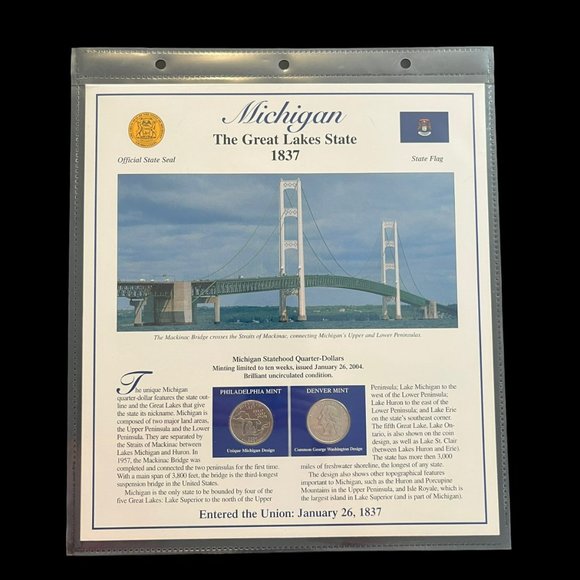 Michigan
The Great Lakes State
1837
Official State Seal
State Flag
The Mackinac Bridge crosses the Straits of Mackinac, connecting Michigan's Upper and Lower Peninsulas.
Michigan Statehood Quarter-Dollars
Minting limited to ten weeks, issued January 26, 2004.
Brilliant uncirculated condition.
The unique Michigan
quarter-dollar features the state out-
line and the Great Lakes that give
the state its nickname. Michigan is
composed of two major land areas,
the Upper Peninsula and the Lower
Peninsula. They are separated by
the Straits of Mackinac between
Lakes Michigan and Huron. In
1957, the Mackinac Bridge was
completed and connected the two peninsulas for the first time.
With a main span of 3,800 feet, the bridge is the third-longest
suspension bridge in the United States.
Michigan is the only state to be bounded by four of the
five Great Lakes: Lake Superior to the north of the Upper
PHILADELPHIA MINT
Unique Michigan Design
DENVER MINT
Common George Washington Design
Peninsula; Lake Michigan to the
west of the Lower Peninsula;
Lake Huron to the east of the
Lower Peninsula; and Lake Erie
on the state's southeast corner.
The fifth Great Lake, Lake On-
tario, is also shown on the coin
design, as well as Lake St. Clair
(between Lakes Huron and Erie).
The state has more then 3,000
miles of freshwater shoreline, the longest of any state.
The design also shows other topographical features
important to Michigan, such as the Huron and Porcupine
Mountains in the Upper Peninsula, and Isle Royale, which is
the largest island in Lake Superior (and is part of Michigan).
Entered the Union: January 26, 1837